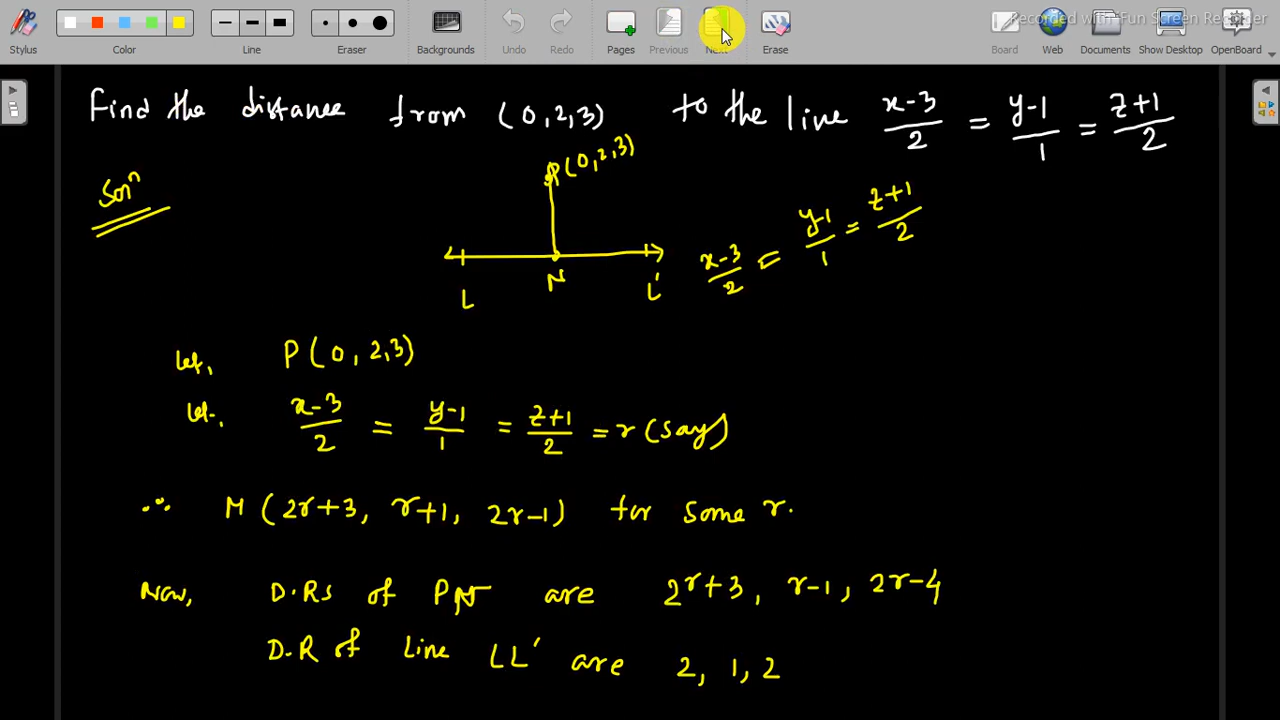 Recorded with iFun Screen Recorder
Stylus Color Line Eraser Backgrounds Undo Redo Pages Previous Next Erase Board Web Documents Show Desktop OpenBoard
Find the distance from (0,2,3) to the line x-3/2 = y-1/1 = z+1/2
Solⁿ
P(0,2,3)
x-3/2 = y-1/1 = z+1/2
L N L'
Let, P(0,2,3)
Let. x-3/2 = y-1/1 = z+1/2 = r (say)
∴ N (2r+3, r+1, 2r-1) for some r.
Now, D.RS of PN are 2r+3, r-1, 2r-4
D.R of line LL' are 2, 1, 2